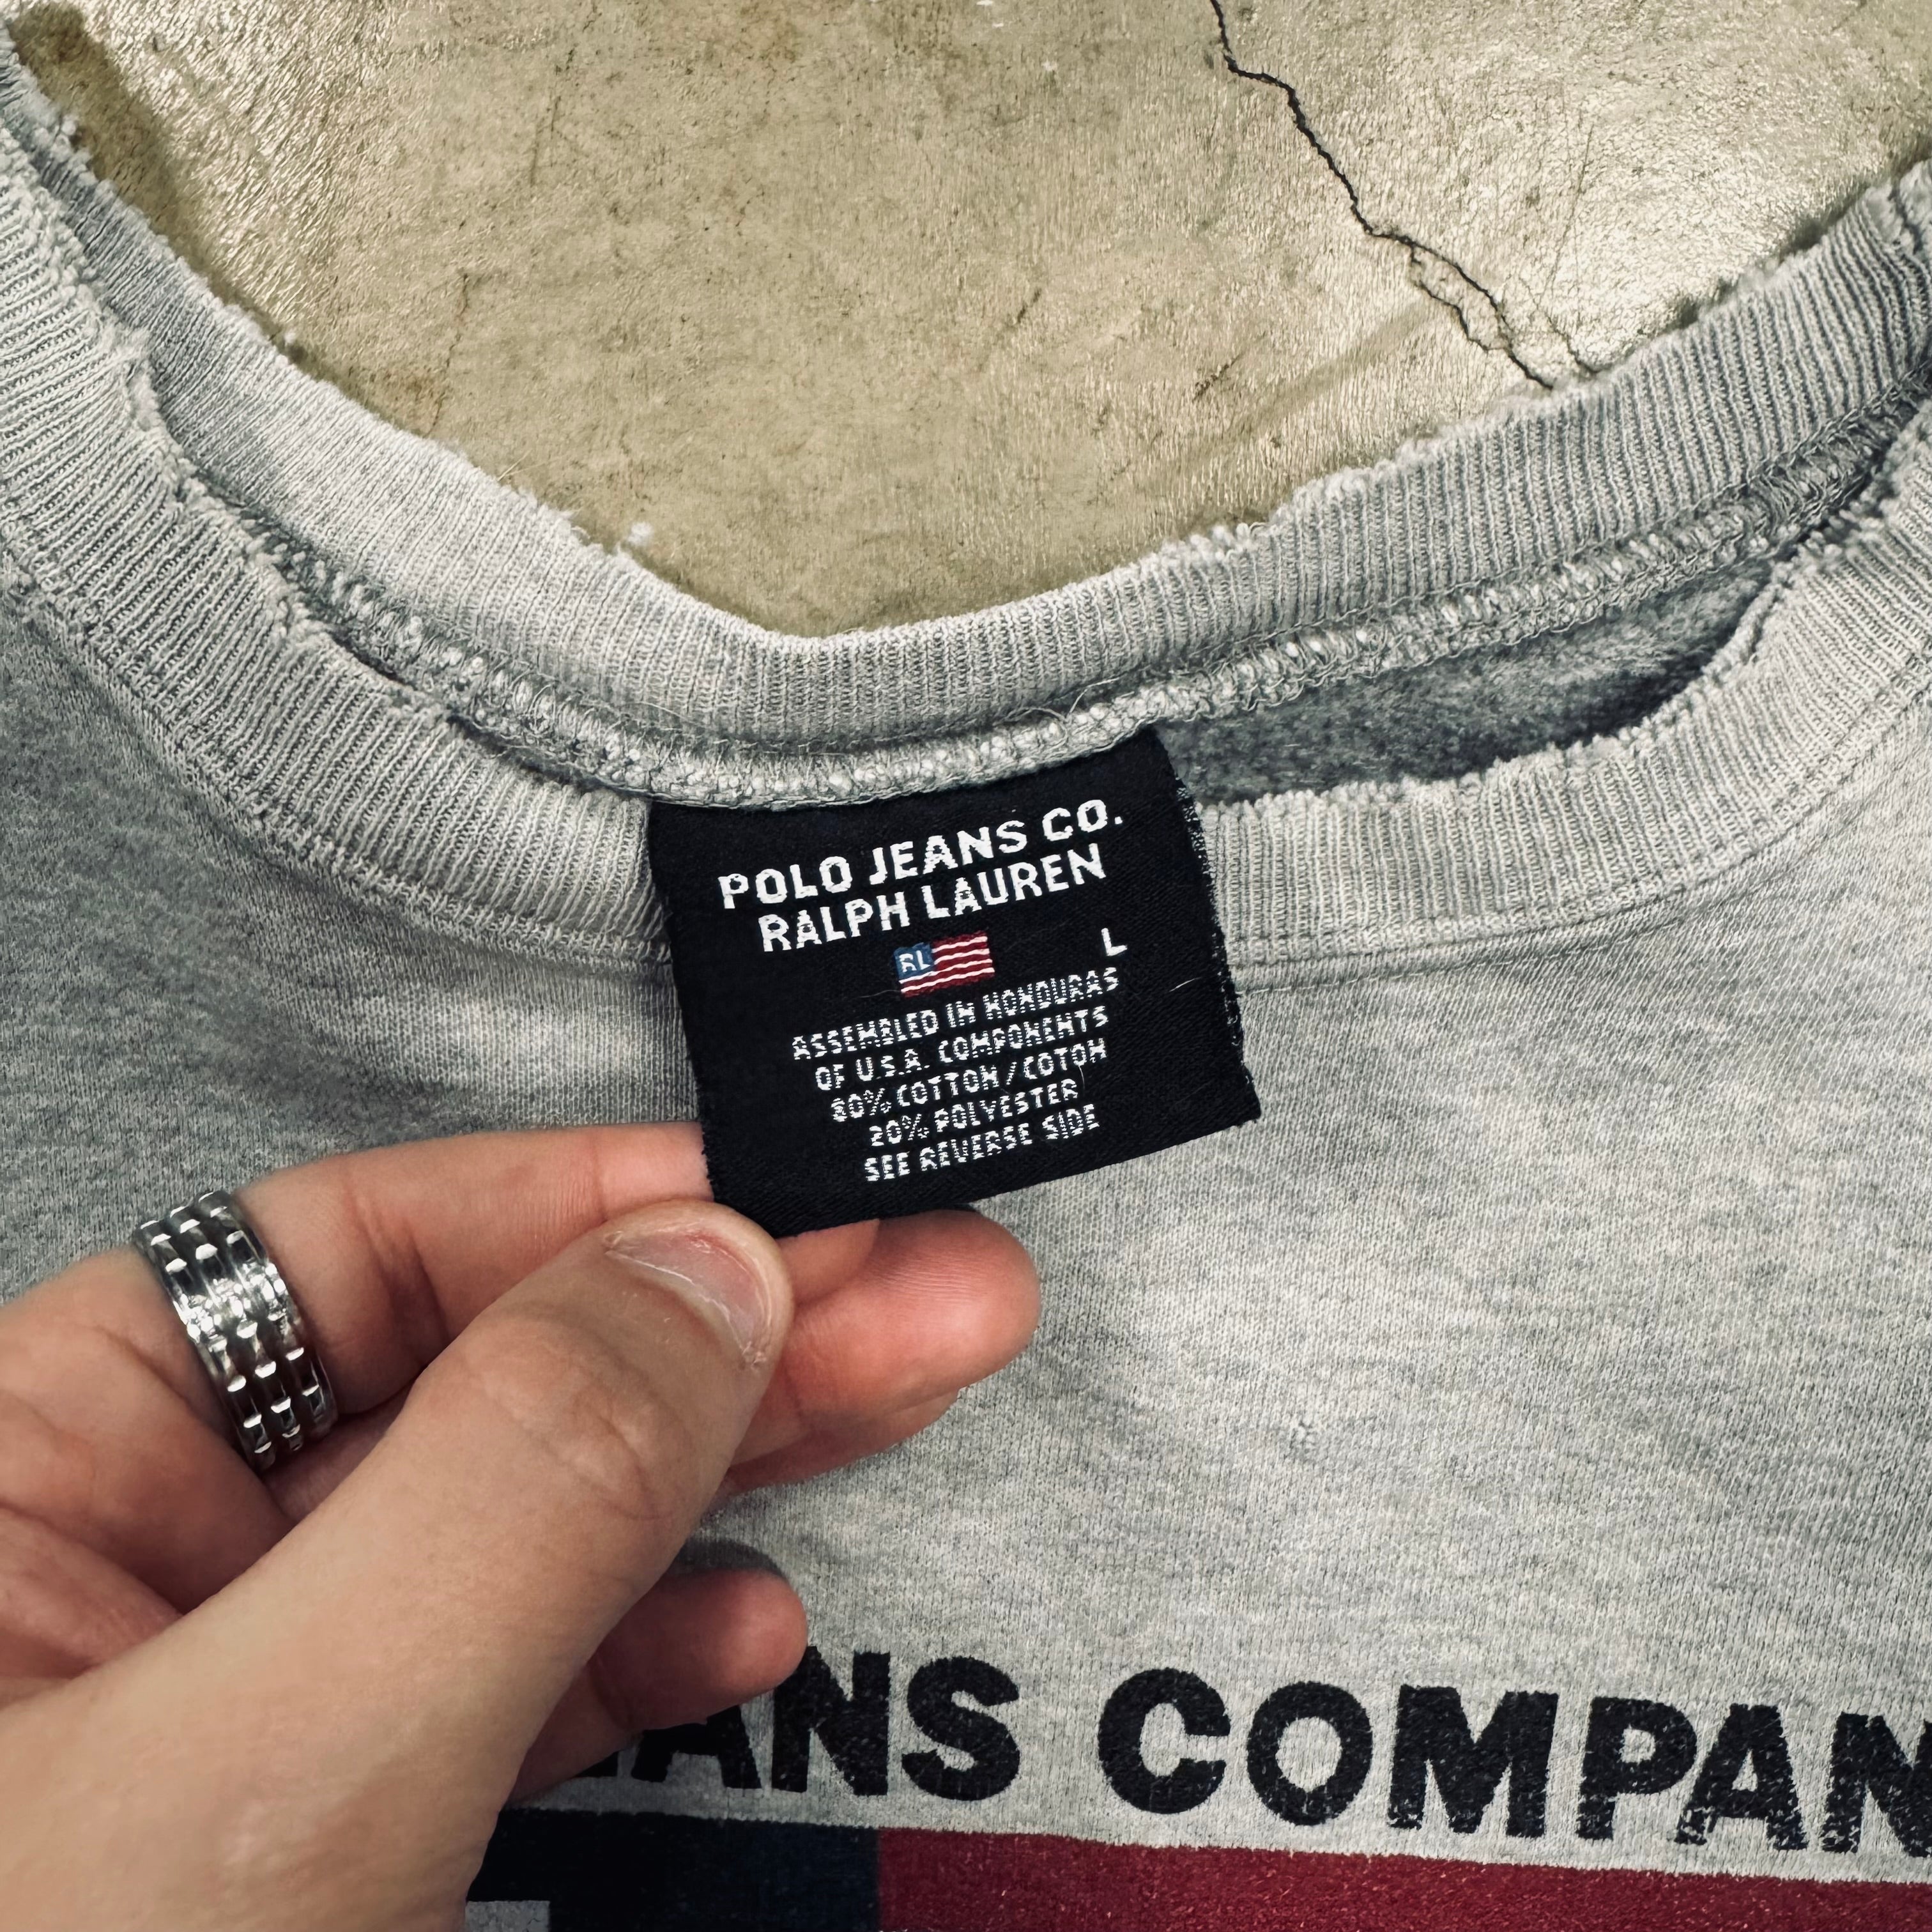 POLO JEANS CO.
RALPH LAUREN
RL
L
ASSEMBLED IN HONDURAS
OF U.S.A. COMPONENTS
80% COTTON/COTON
20% POLYESTER
SEE REVERSE SIDE
EANS COMPAN